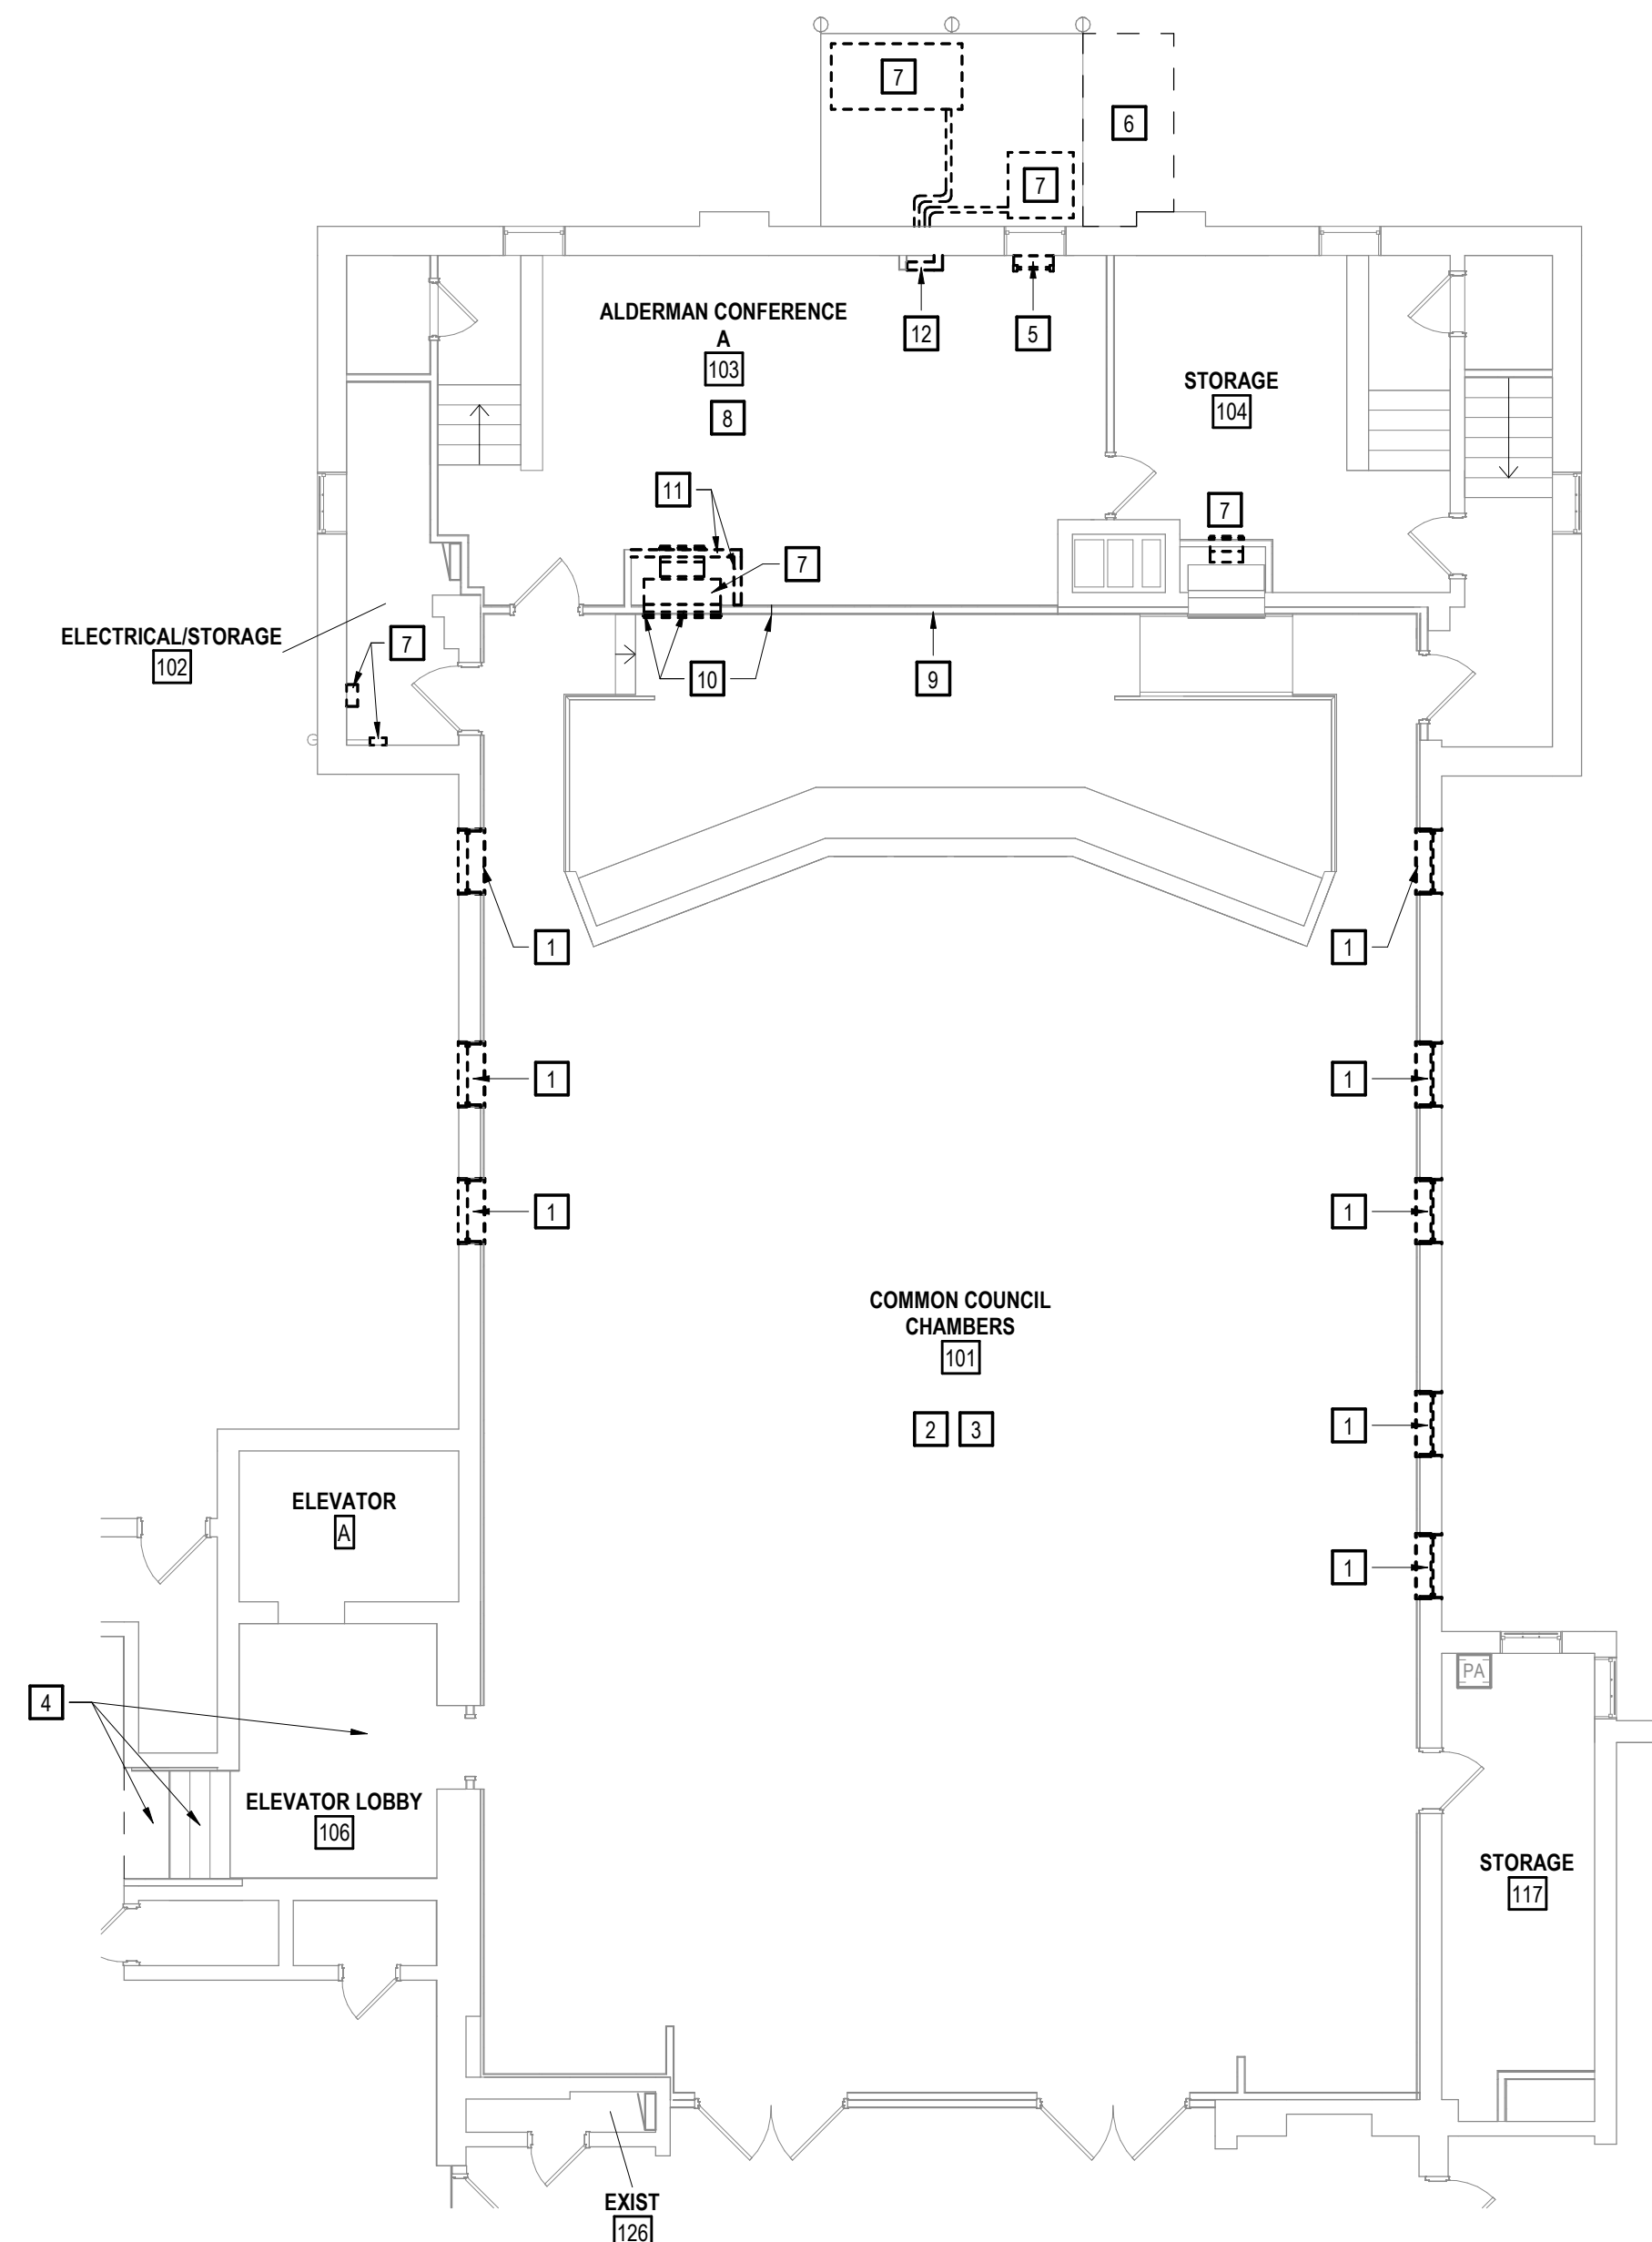 7
6
7
ALDERMAN CONFERENCE
A
103
12
5
STORAGE
104
8
11
7
7
ELECTRICAL/STORAGE
102
7
10
9
1
1
1
1
1
1
COMMON COUNCIL
CHAMBERS
101
2 3
1
ELEVATOR
A
1
PA
4
ELEVATOR LOBBY
106
STORAGE
117
EXIST
126